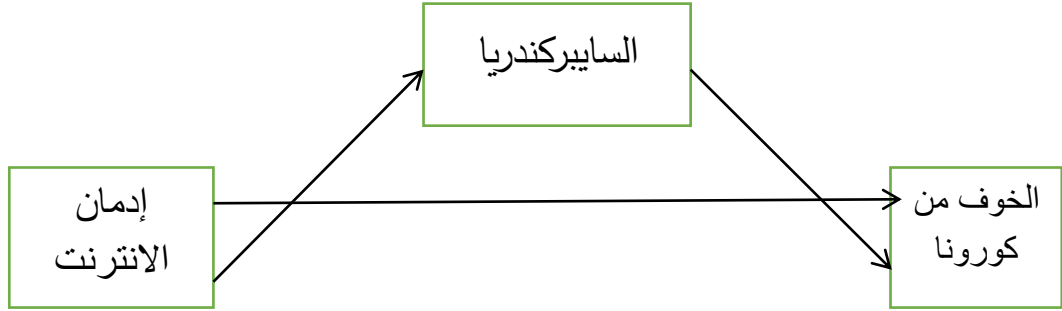 السايبركندريا
إدمان
الانترنت
الخوف من
كورونا